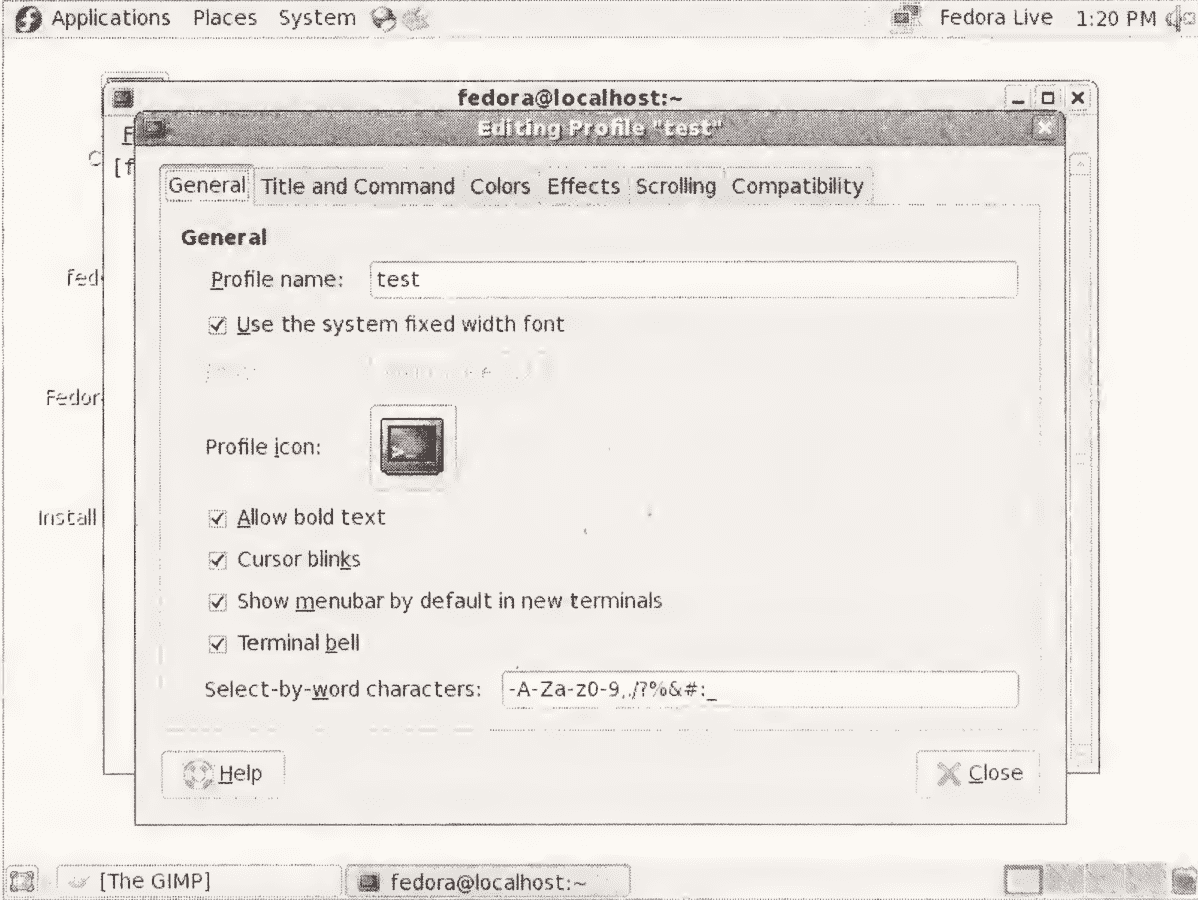 Applications Places System Fedora Live 1:20 PM
fedora@localhost:~
Editing Profile "test"
F
C
[f
General Title and Command Colors Effects Scrolling Compatibility
General
fed
Profile name: test
Use the system fixed width font
Fedor
Profile icon:
Install
Allow bold text
Cursor blinks
Show menubar by default in new terminals
Terminal bell
Select-by-word characters: -A-Za-z0-9,./?%&#:_
Help Close
[The GIMP] fedora@localhost:~